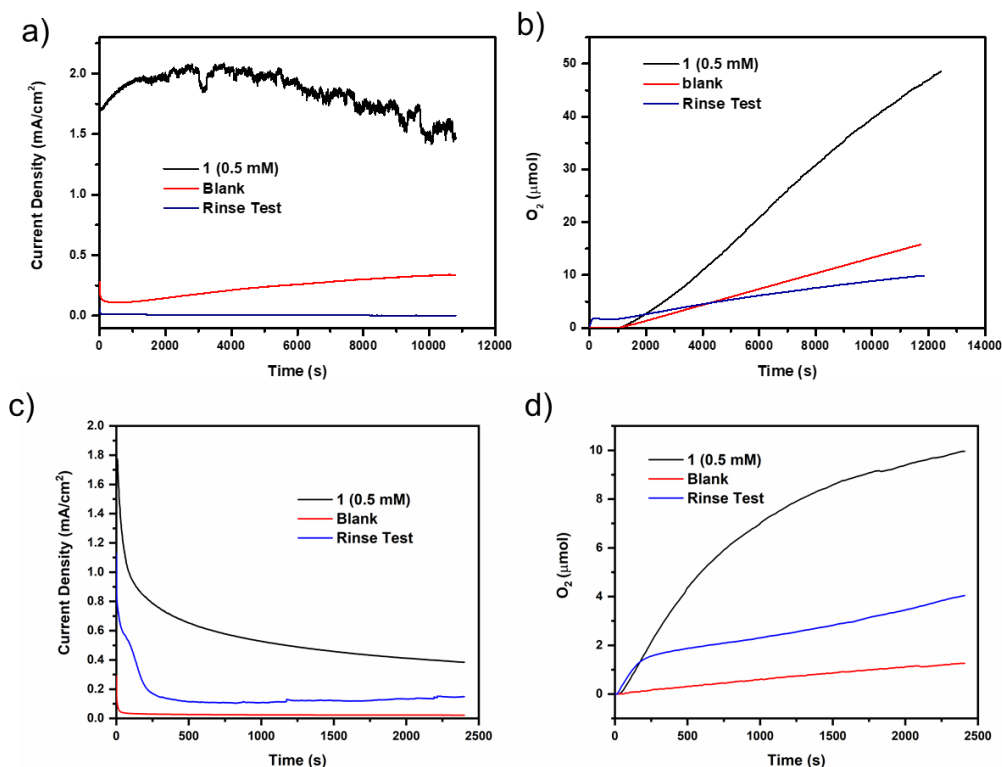 a)
Current Density (mA/cm²)
2.0
1.5
1.0
0.5
0.0
1 (0.5 mM)
Blank
Rinse Test
0 2000 4000 6000 8000 10000 12000
Time (s)
b)
O₂ (μmol)
50
40
30
20
10
0
1 (0.5 mM)
blank
Rinse Test
0 2000 4000 6000 8000 10000 12000 14000
Time (s)
c)
Current Density (mA/cm²)
2.0
1.8
1.6
1.4
1.2
1.0
0.8
0.6
0.4
0.2
0.0
1 (0.5 mM)
Blank
Rinse Test
0 500 1000 1500 2000 2500
Time (s)
d)
O₂ (μmol)
10
8
6
4
2
0
1 (0.5 mM)
Blank
Rinse Test
0 500 1000 1500 2000 2500
Time (s)